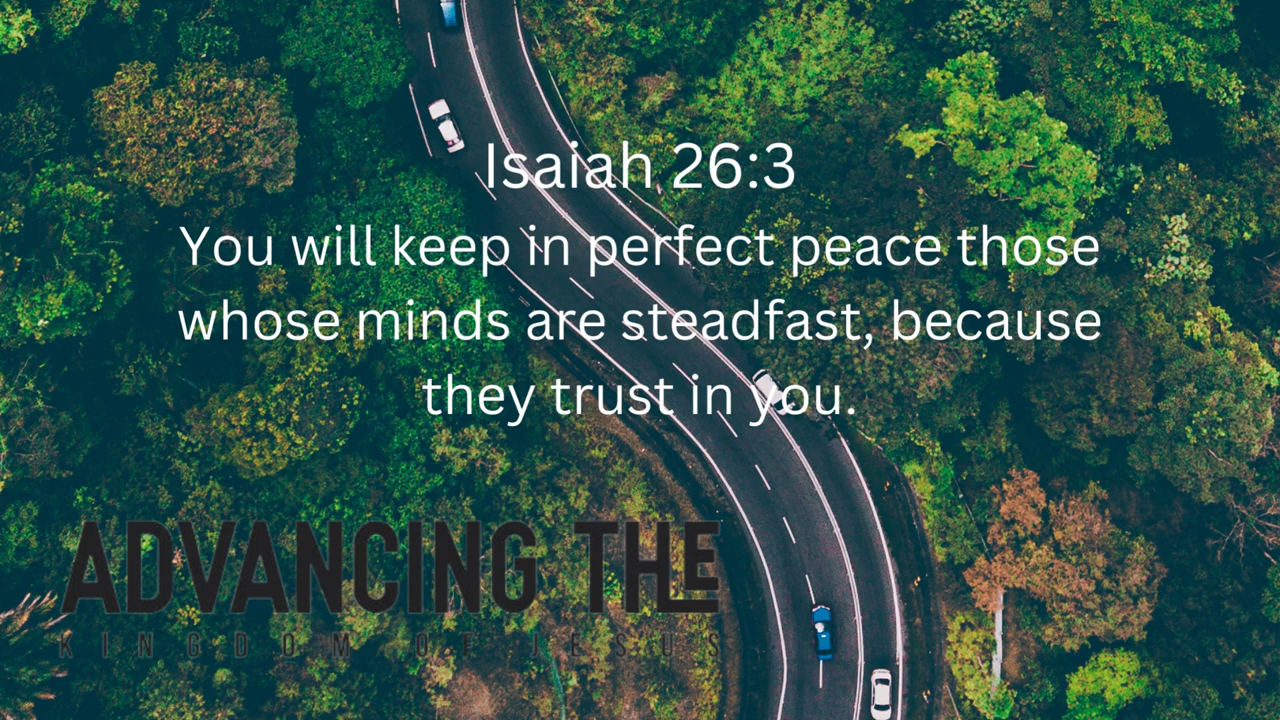 Isaiah 26:3
You will keep in perfect peace those
whose minds are steadfast, because
they trust in you.
ADVANCING THE
KINGDOM OF JESUS